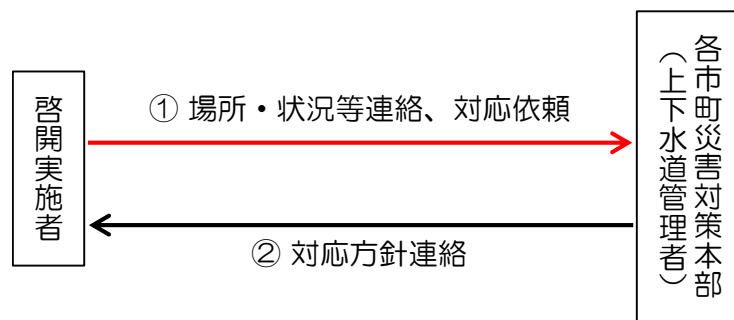 啓開実施者
① 場所・状況等連絡、対応依頼
② 対応方針連絡
各市町災害対策本部
（上下水道管理者）